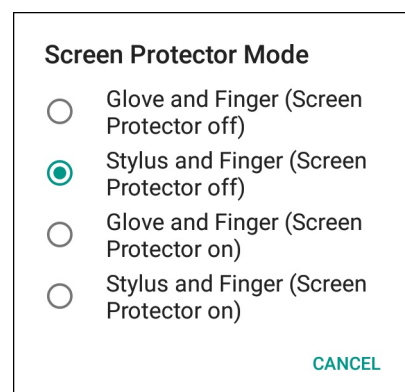 Screen Protector Mode
Glove and Finger (Screen
Protector off)
Stylus and Finger (Screen
Protector off)
Glove and Finger (Screen
Protector on)
Stylus and Finger (Screen
Protector on)
CANCEL